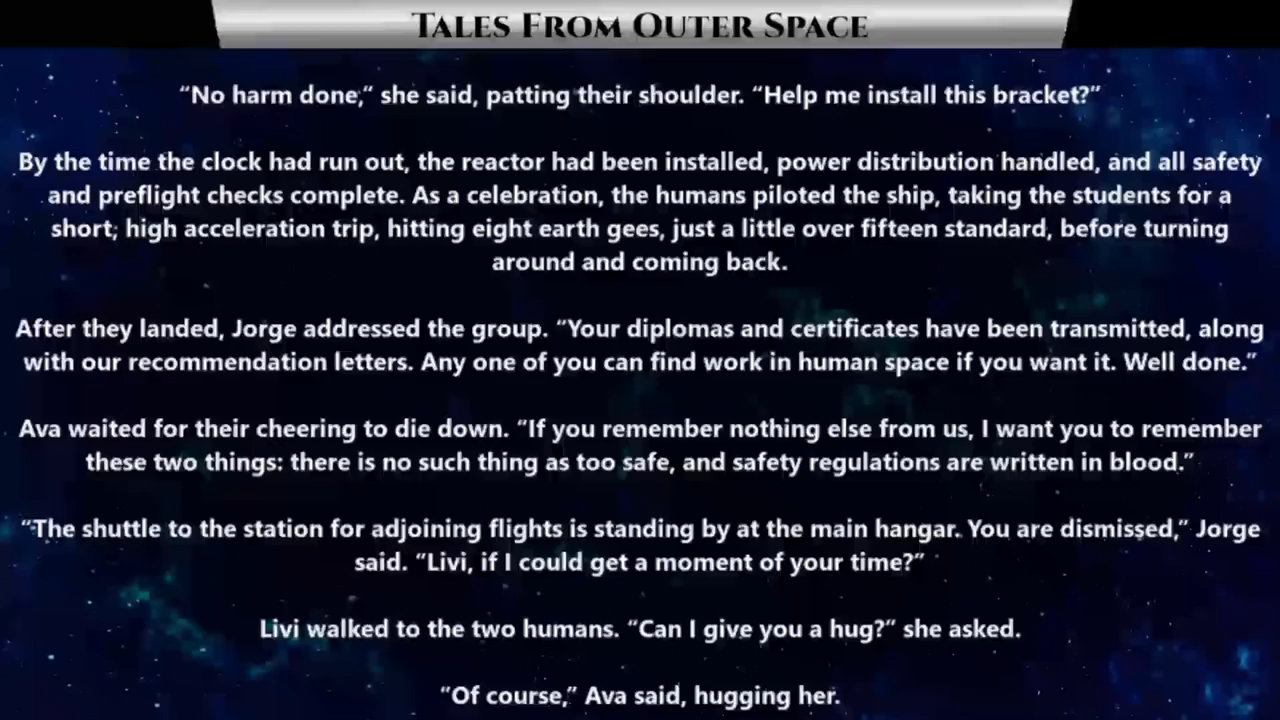 Tales From Outer Space
“No harm done,“ she said, patting their shoulder. “Help me install this bracket?”
By the time the clock had run out, the reactor had been installed, power distribution handled, and all safety
and preflight checks complete. As a celebration, the humans piloted the ship, taking the students for a
short, high acceleration trip, hitting eight earth gees, just a little over fifteen standard, before turning
around and coming back.
After they landed, Jorge addressed the group. “Your diplomas and certificates have been transmitted, along
with our recommendation letters. Any one of you can find work in human space if you want it. Well done.”
Ava waited for their cheering to die down. “If you remember nothing else from us, I want you to remember
these two things: there is no such thing as too safe, and safety regulations are written in blood.”
“The shuttle to the station for adjoining flights is standing by at the main hangar. You are dismissed,” Jorge
said. “Livi, if I could get a moment of your time?”
Livi walked to the two humans. “Can I give you a hug?” she asked.
“Of course,” Ava said, hugging her.